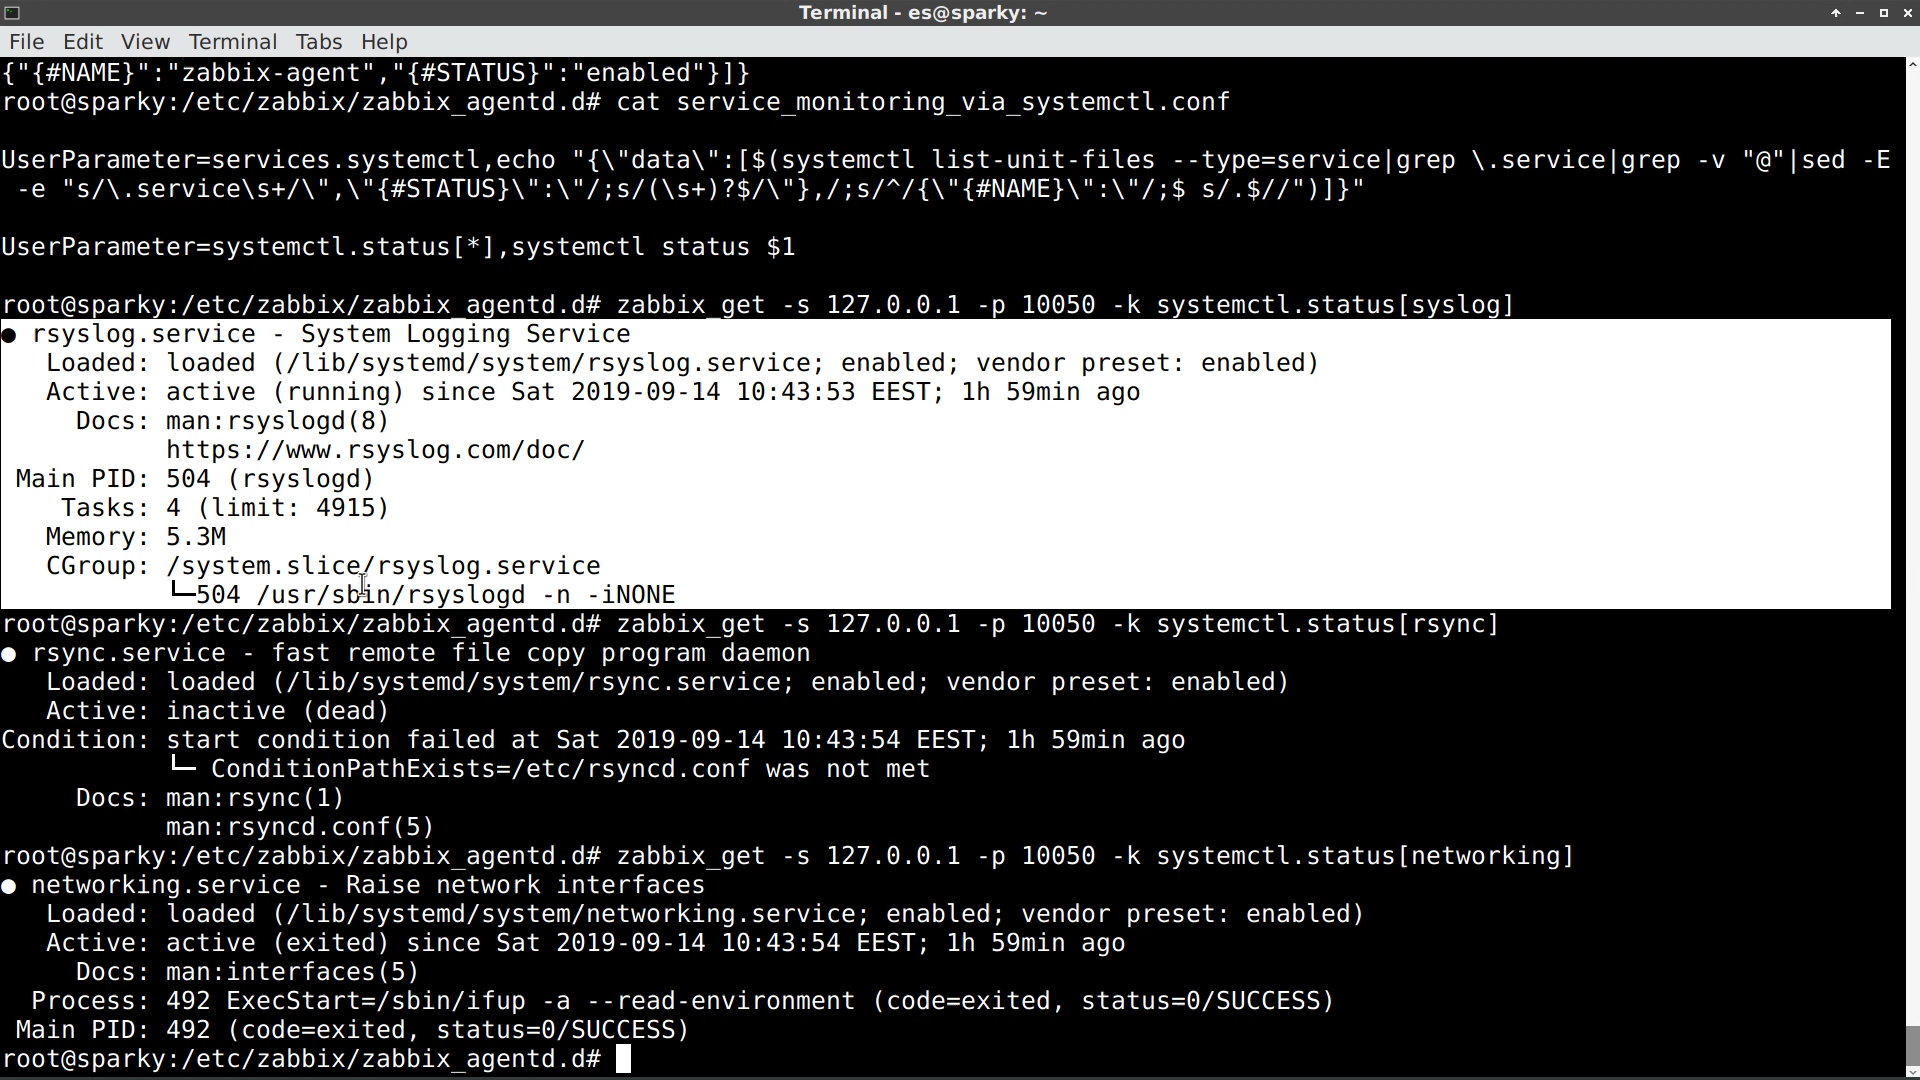 Terminal - es@sparky: ~
File Edit View Terminal Tabs Help
{"{#NAME}":"zabbix-agent","{#STATUS}":"enabled"}]}
root@sparky:/etc/zabbix/zabbix_agentd.d# cat service_monitoring_via_systemctl.conf
UserParameter=services.systemctl,echo "{\"data\":[$(systemctl list-unit-files --type=service|grep \.service|grep -v "@"|sed -E
 -e "s/\.service\s+/\",\"{#STATUS}\":\"/;s/(\s+)?$/\"},/;s/^/{\"{#NAME}\":\"/;$ s/.$//")]}"
UserParameter=systemctl.status[*],systemctl status $1
root@sparky:/etc/zabbix/zabbix_agentd.d# zabbix_get -s 127.0.0.1 -p 10050 -k systemctl.status[syslog]
● rsyslog.service - System Logging Service
   Loaded: loaded (/lib/systemd/system/rsyslog.service; enabled; vendor preset: enabled)
   Active: active (running) since Sat 2019-09-14 10:43:53 EEST; 1h 59min ago
     Docs: man:rsyslogd(8)
           https://www.rsyslog.com/doc/
 Main PID: 504 (rsyslogd)
    Tasks: 4 (limit: 4915)
   Memory: 5.3M
   CGroup: /system.slice/rsyslog.service
           └─504 /usr/sbin/rsyslogd -n -iNONE
root@sparky:/etc/zabbix/zabbix_agentd.d# zabbix_get -s 127.0.0.1 -p 10050 -k systemctl.status[rsync]
● rsync.service - fast remote file copy program daemon
   Loaded: loaded (/lib/systemd/system/rsync.service; enabled; vendor preset: enabled)
   Active: inactive (dead)
Condition: start condition failed at Sat 2019-09-14 10:43:54 EEST; 1h 59min ago
           └─ ConditionPathExists=/etc/rsyncd.conf was not met
     Docs: man:rsync(1)
           man:rsyncd.conf(5)
root@sparky:/etc/zabbix/zabbix_agentd.d# zabbix_get -s 127.0.0.1 -p 10050 -k systemctl.status[networking]
● networking.service - Raise network interfaces
   Loaded: loaded (/lib/systemd/system/networking.service; enabled; vendor preset: enabled)
   Active: active (exited) since Sat 2019-09-14 10:43:54 EEST; 1h 59min ago
     Docs: man:interfaces(5)
  Process: 492 ExecStart=/sbin/ifup -a --read-environment (code=exited, status=0/SUCCESS)
 Main PID: 492 (code=exited, status=0/SUCCESS)
root@sparky:/etc/zabbix/zabbix_agentd.d#